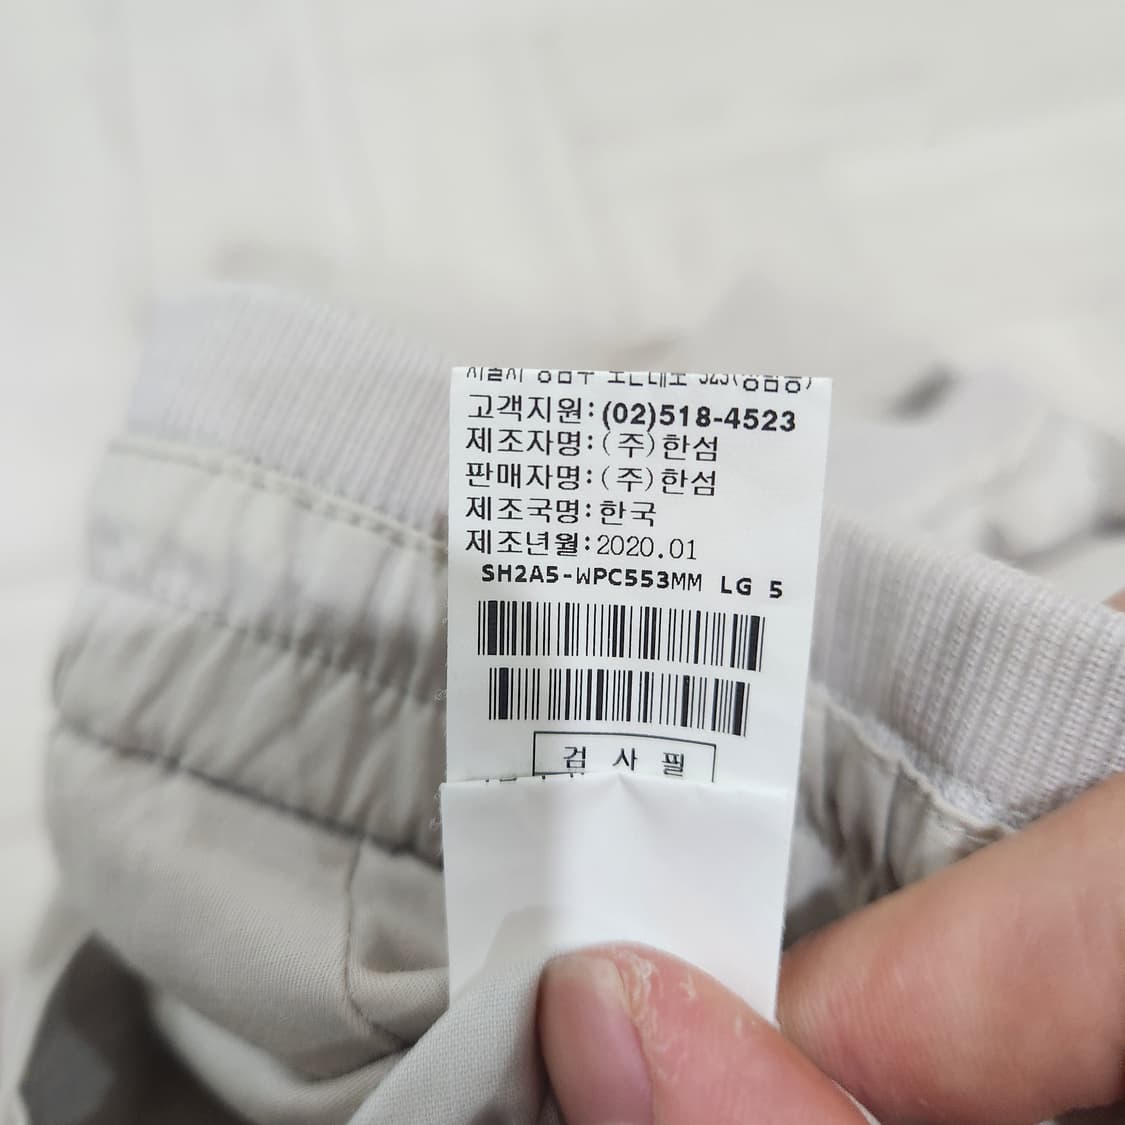 고객지원:(02)518-4523
제조자명:(주)한섬
판매자명:(주)한섬
제조국명:한국
제조년월:2020.01
SH2A5-WPC553MM LG 5
검 사 필